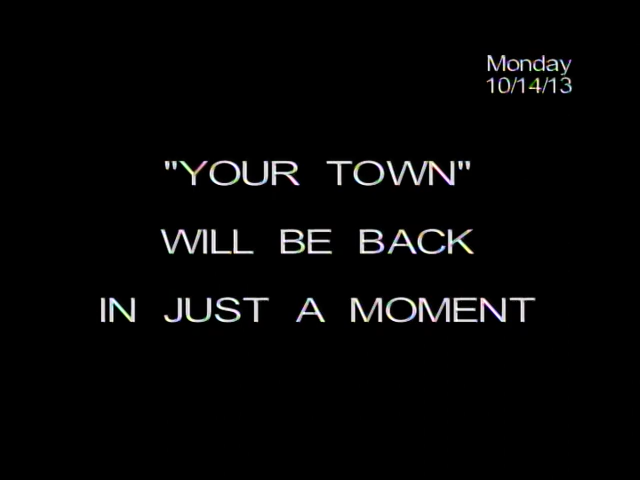 Monday
10/14/13
"YOUR TOWN"
WILL BE BACK
IN JUST A MOMENT